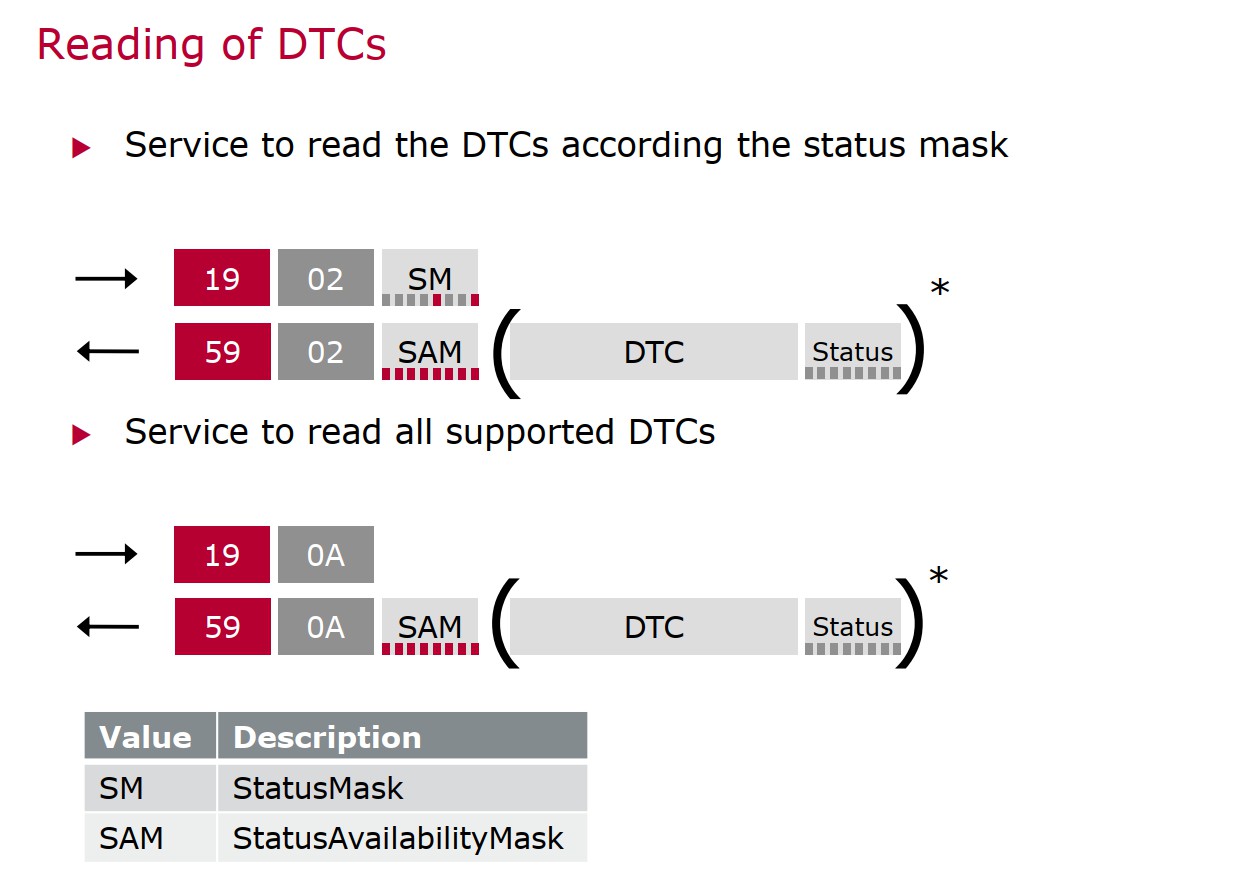 Reading of DTCs
Service to read the DTCs according the status mask
19 02 SM
*
59 02 SAM ( DTC Status )
Service to read all supported DTCs
19 0A
*
59 0A SAM ( DTC Status )
Value Description
SM StatusMask
SAM StatusAvailabilityMask